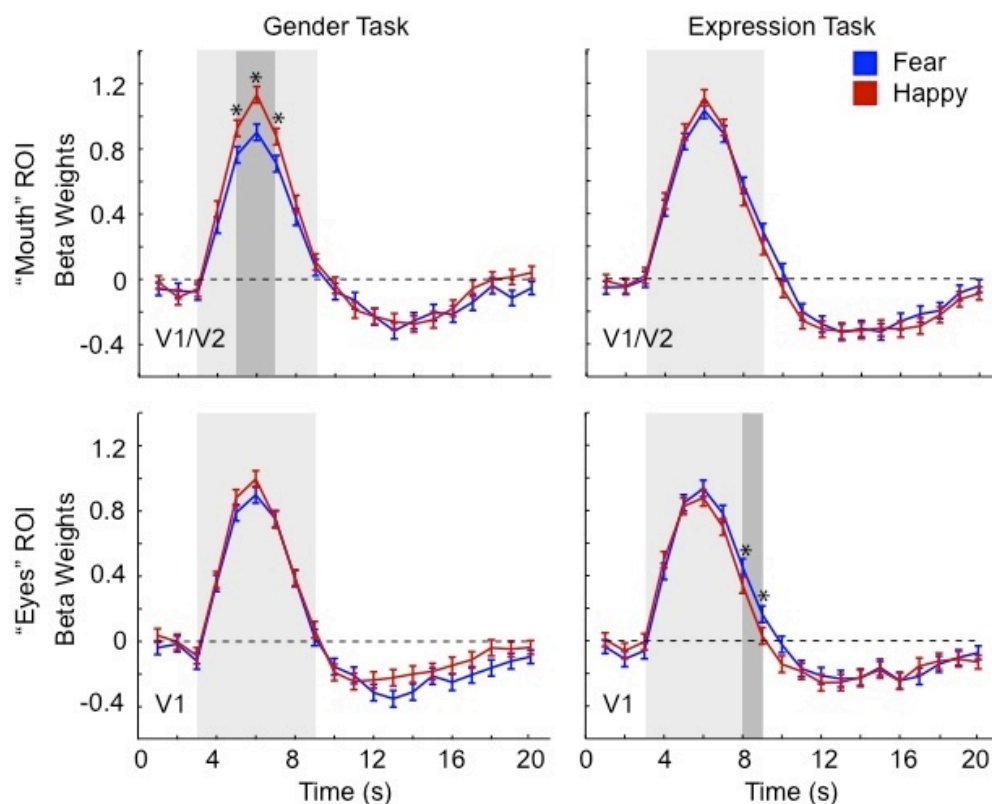 Gender Task
Expression Task
Fear
Happy
"Mouth" ROI
Beta Weights
1.2
0.8
0.4
0
-0.4
* * *
V1/V2
V1/V2
"Eyes" ROI
Beta Weights
1.2
0.8
0.4
0
-0.4
* *
V1
V1
0 4 8 12 16 20
0 4 8 12 16 20
Time (s)
Time (s)